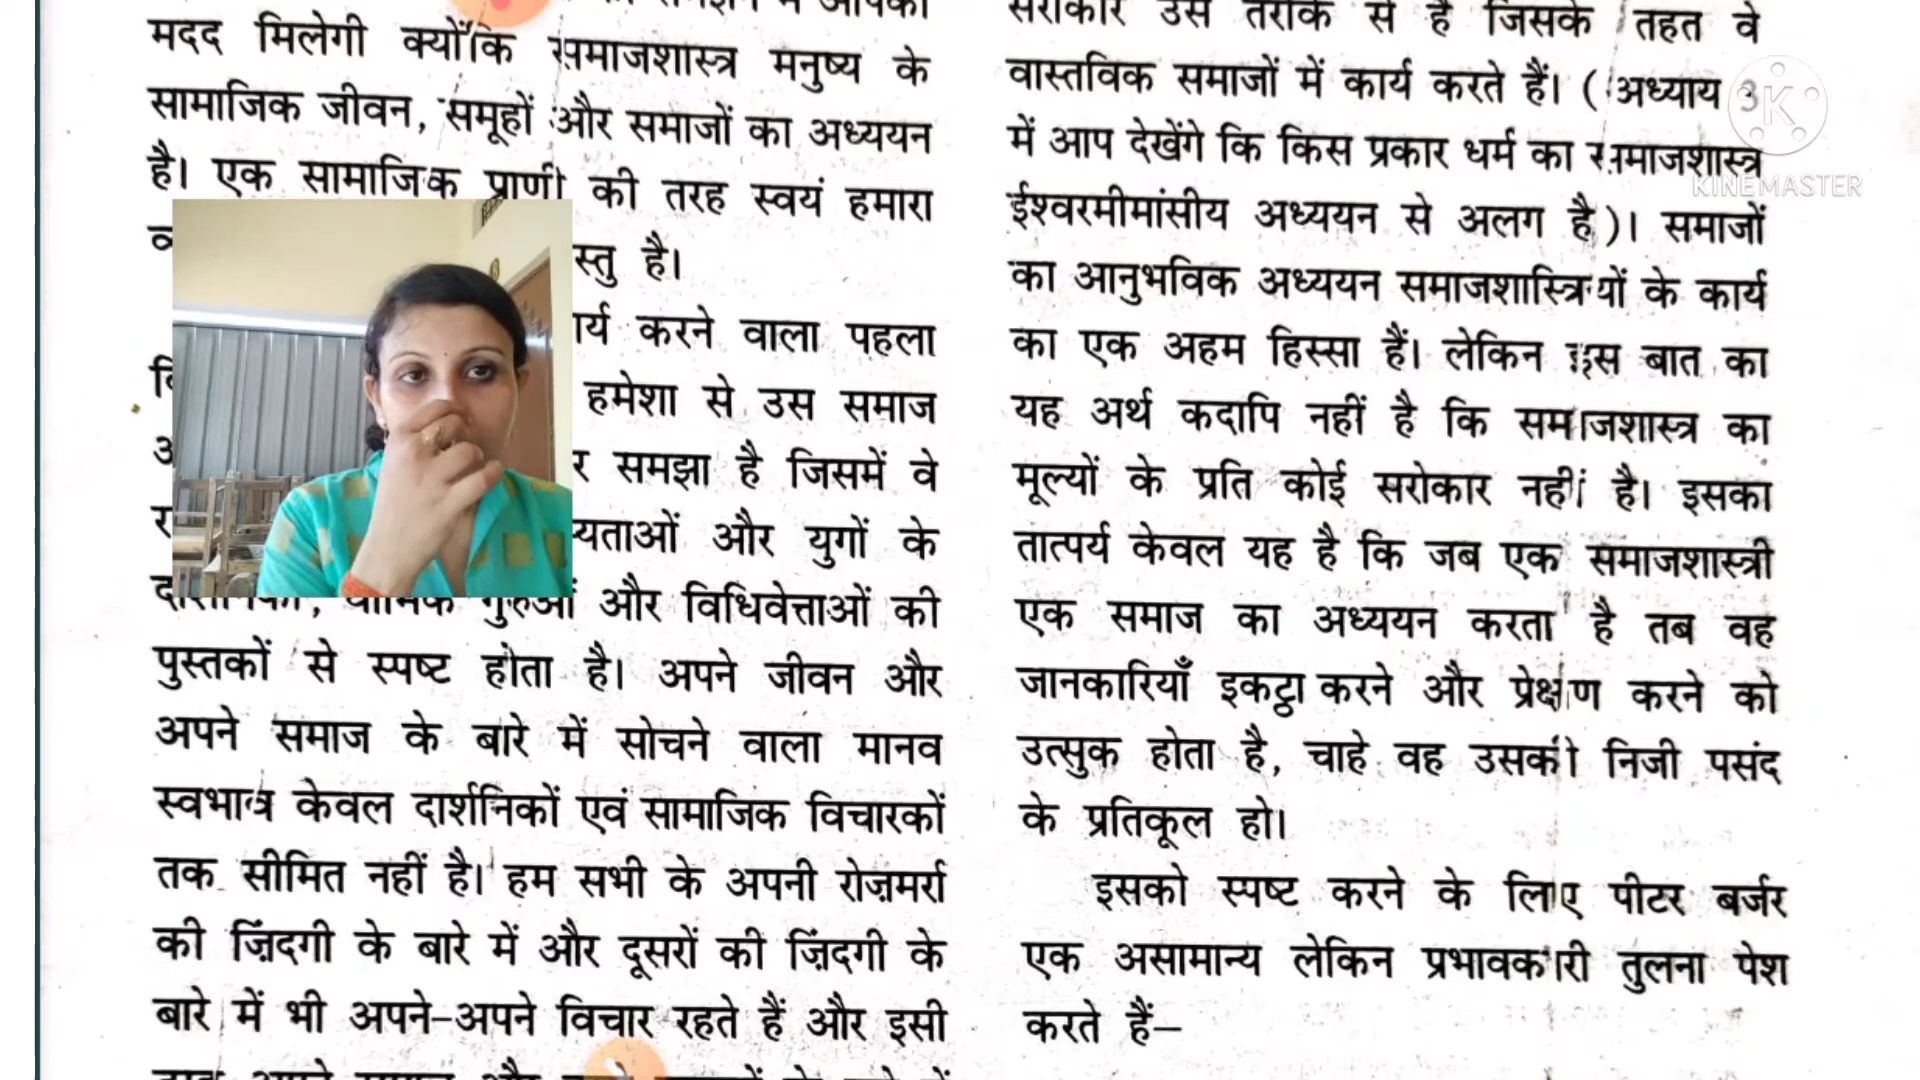 मदद मिलेगी क्योंकि समाजशास्त्र मनुष्य के
सामाजिक जीवन, समूहों और समाजों का अध्ययन
है। एक सामाजिक प्राणी की तरह स्वयं हमारा
स्तु है।
र्य करने वाला पहला
हमेशा से उस समाज
र समझा है जिसमें वे
यताओं और युगों के
गुरुओं और विधिवेत्ताओं की
पुस्तकों से स्पष्ट होता है। अपने जीवन और
अपने समाज के बारे में सोचने वाला मानव
स्वभाव केवल दार्शनिकों एवं सामाजिक विचारकों
तक सीमित नहीं है। हम सभी के अपनी रोज़मर्रा
की ज़िंदगी के बारे में और दूसरों की ज़िंदगी के
बारे में भी अपने-अपने विचार रहते हैं और इसी
सरोकार उस तरीके से है जिसके तहत वे
वास्तविक समाजों में कार्य करते हैं। (अध्याय 3
में आप देखेंगे कि किस प्रकार धर्म का समाजशास्त्र
ईश्वरमीमांसीय अध्ययन से अलग है)। समाजों
का आनुभविक अध्ययन समाजशास्त्रियों के कार्य
का एक अहम हिस्सा हैं। लेकिन इस बात का
यह अर्थ कदापि नहीं है कि समाजशास्त्र का
मूल्यों के प्रति कोई सरोकार नहीं है। इसका
तात्पर्य केवल यह है कि जब एक समाजशास्त्री
एक समाज का अध्ययन करता है तब वह
जानकारियाँ इकट्ठा करने और प्रेक्षण करने को
उत्सुक होता है, चाहे वह उसकी निजी पसंद
के प्रतिकूल हो।
इसको स्पष्ट करने के लिए पीटर बर्जर
एक असामान्य लेकिन प्रभावकारी तुलना पेश
करते हैं—
KINEMASTER